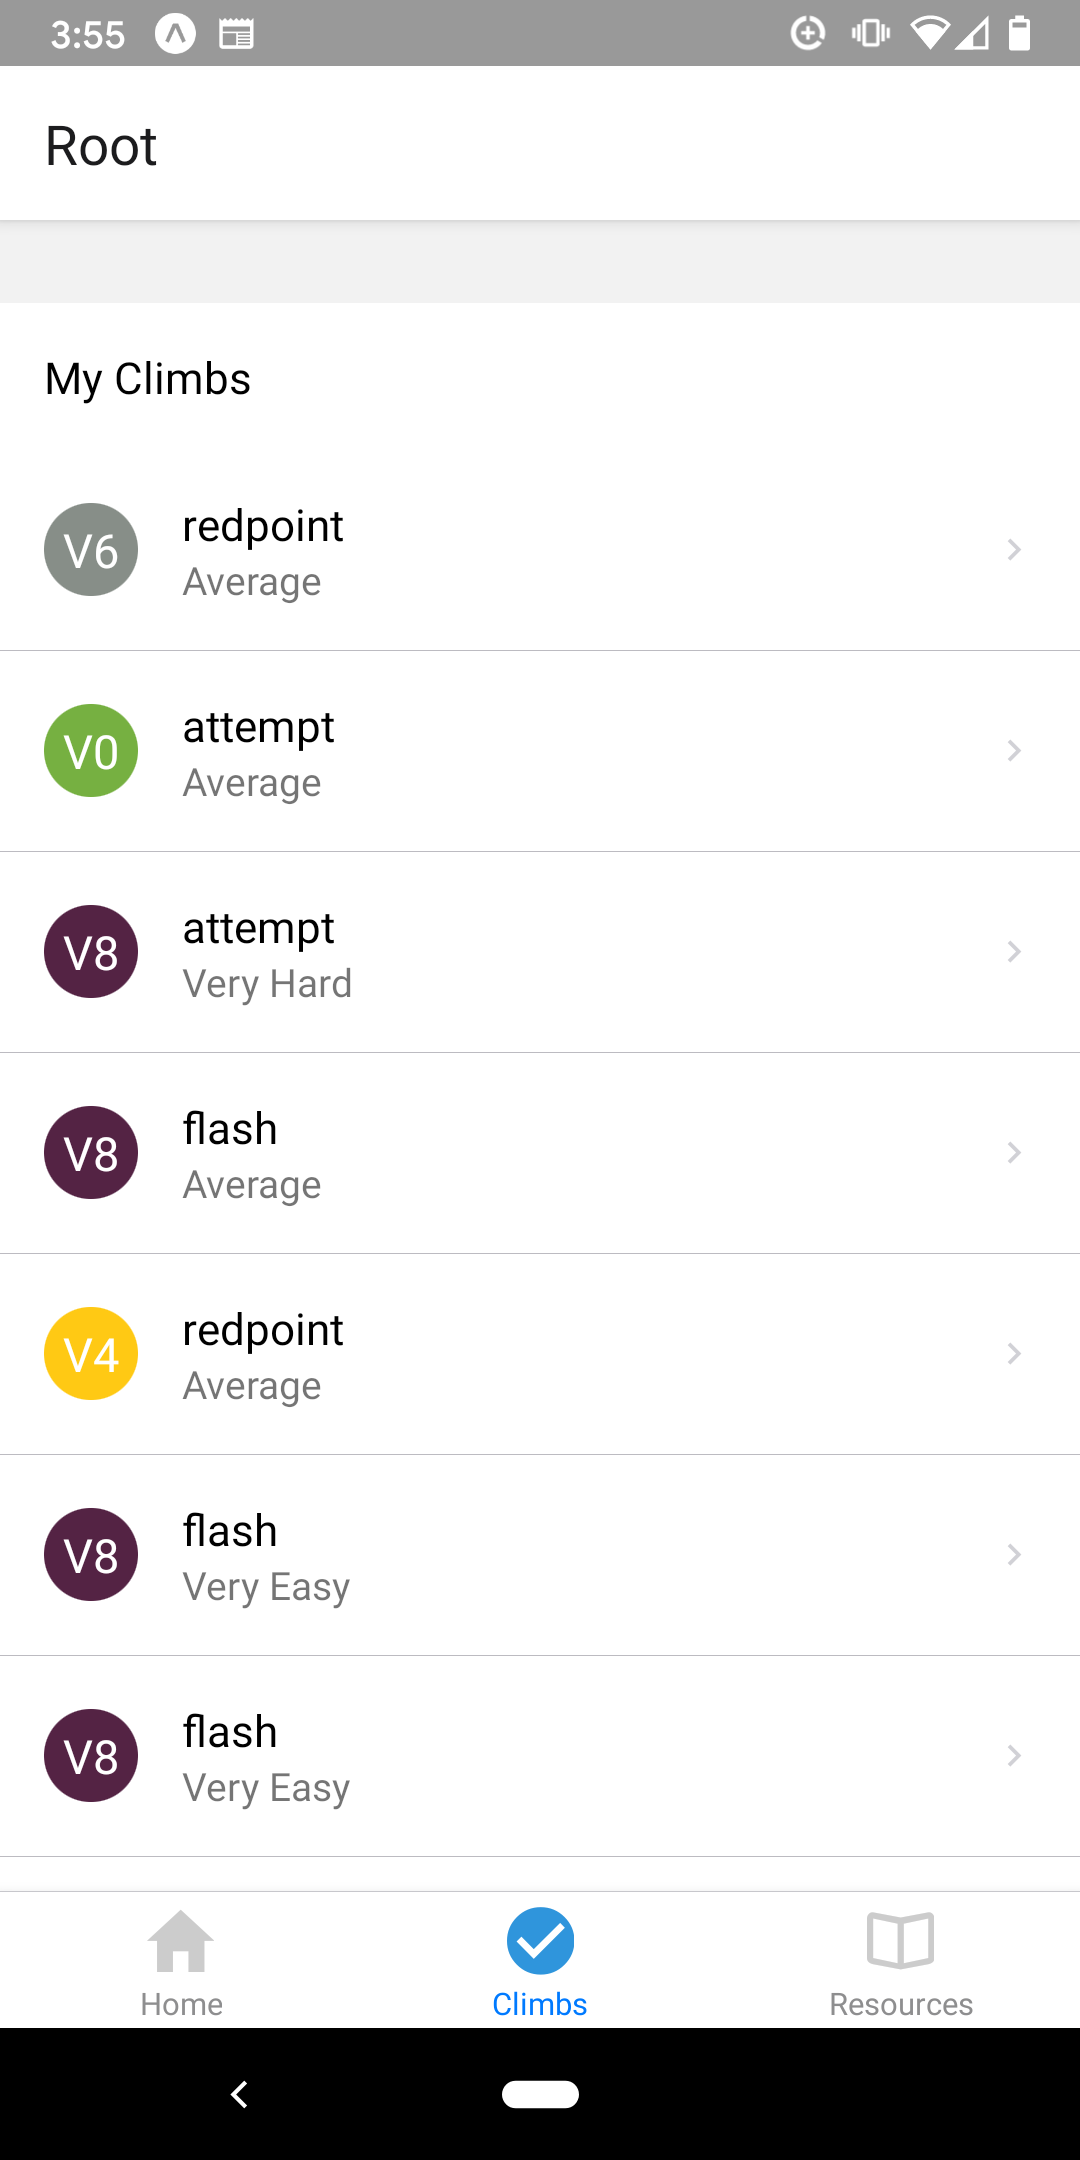 3:55
Root
My Climbs
V6
redpoint
Average
V0
attempt
Average
V8
attempt
Very Hard
V8
flash
Average
V4
redpoint
Average
V8
flash
Very Easy
V8
flash
Very Easy
Home
Climbs
Resources